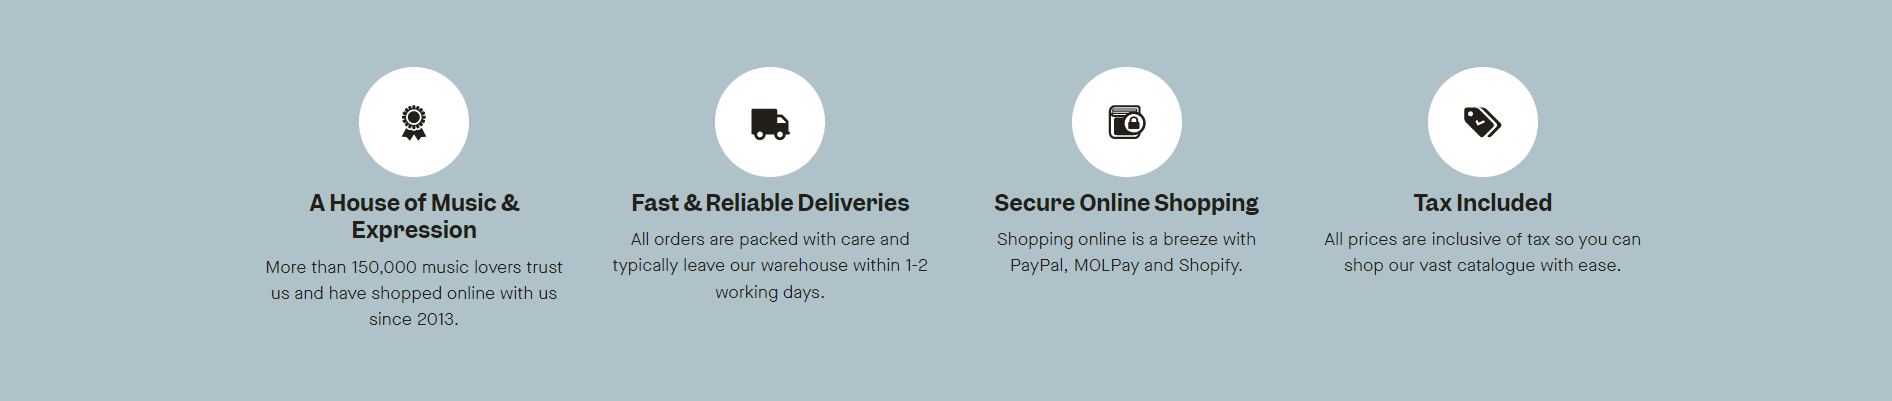 A House of Music &
Expression
More than 150,000 music lovers trust
us and have shopped online with us
since 2013.
Fast & Reliable Deliveries
All orders are packed with care and
typically leave our warehouse within 1-2
working days.
Secure Online Shopping
Shopping online is a breeze with
PayPal, MOLPay and Shopify.
Tax Included
All prices are inclusive of tax so you can
shop our vast catalogue with ease.